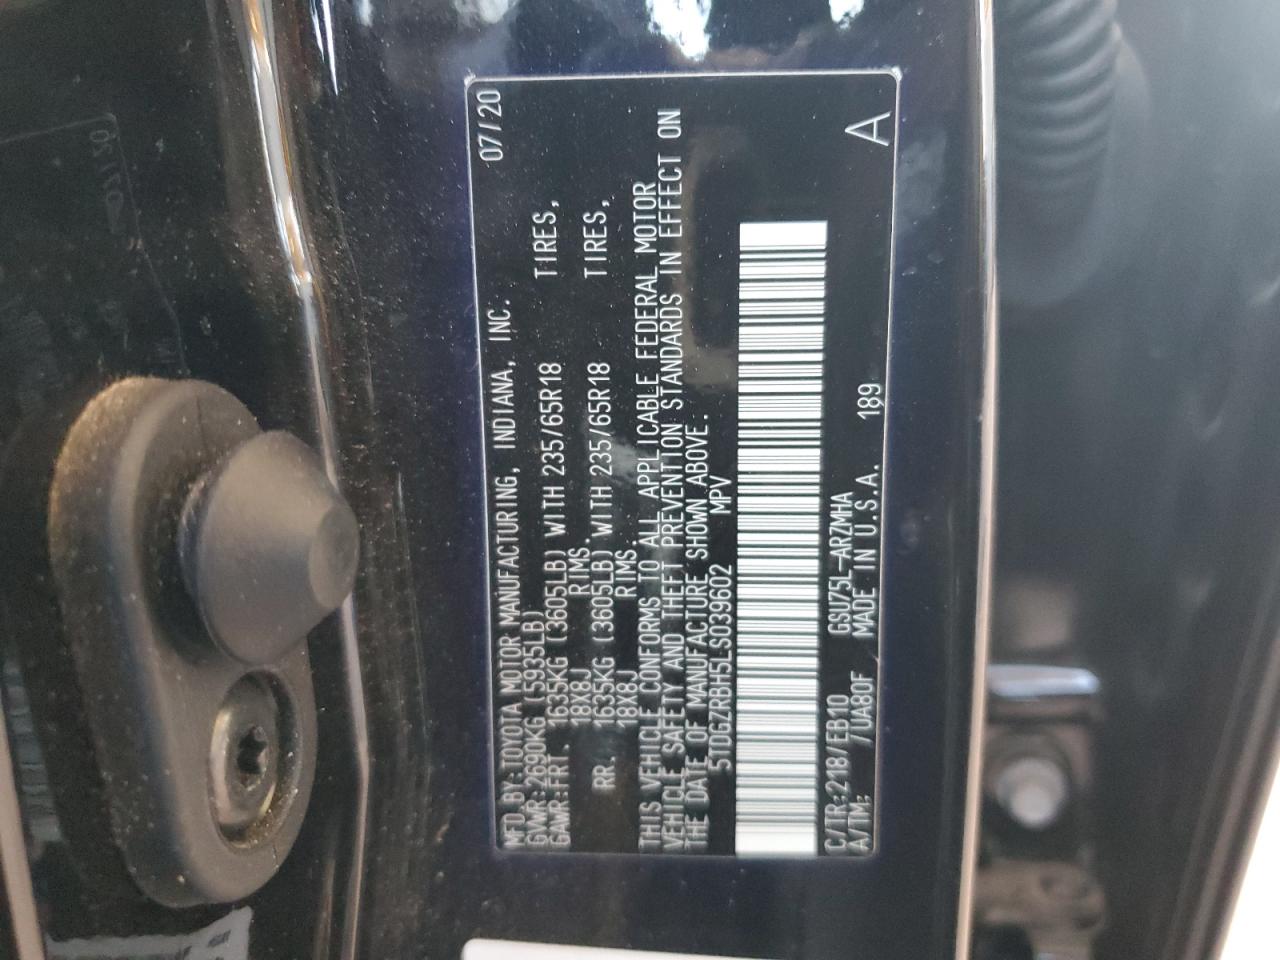 MFD.BY:TOYOTA MOTOR MANUFACTURING, INDIANA, INC. 07/20
GVWR:2690KG (5935LB)
GAWR:FRT. 1635KG (3605LB) WITH 235/65R18 TIRES,
18X8J RIMS.
RR. 1635KG (3605LB) WITH 235/65R18 TIRES,
18X8J RIMS.
THIS VEHICLE CONFORMS TO ALL APPLICABLE FEDERAL MOTOR
VEHICLE SAFETY AND THEFT PREVENTION STANDARDS IN EFFECT ON
THE DATE OF MANUFACTURE SHOWN ABOVE.
5TDGZRBH5LS039602 MPV
C/TR:218/EB10 GSU75L-ARZMHA
A/TM: /UA80F MADE IN U.S.A. 189
A